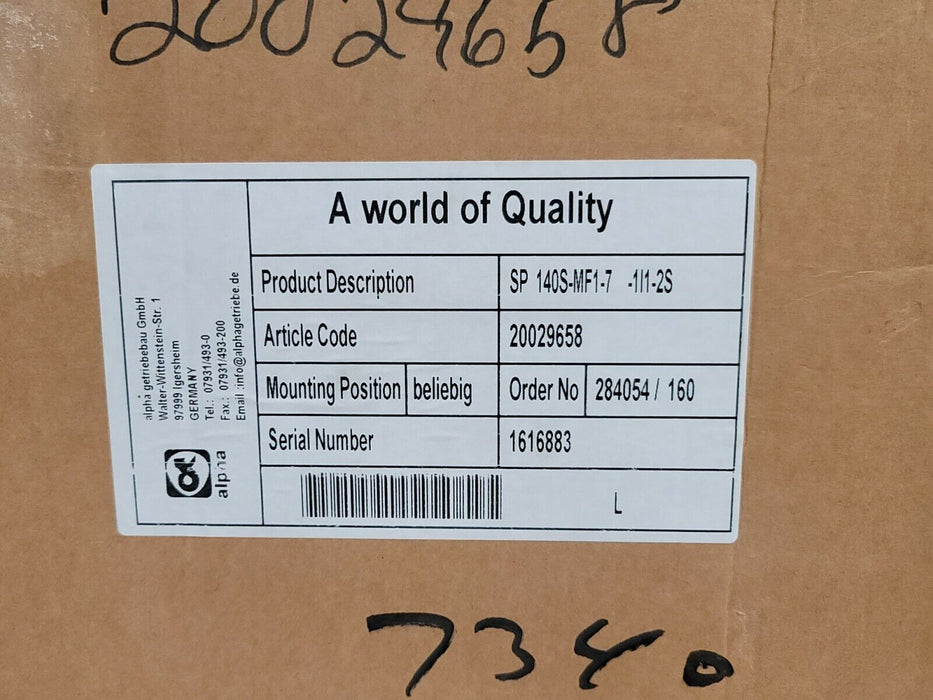 20029658
A world of Quality
Product Description SP 140S-MF1-7 -1I1-2S
Article Code 20029658
Mounting Position beliebig Order No 284054 / 160
Serial Number 1616883
L
alpha getriebebau GmbH
Walter-Wittenstein-Str. 1
97999 Igersheim
GERMANY
Tel.: 07931/493-0
Fax.: 07931/493-200
Email.:info@alphagetriebe.de
alpha
7340